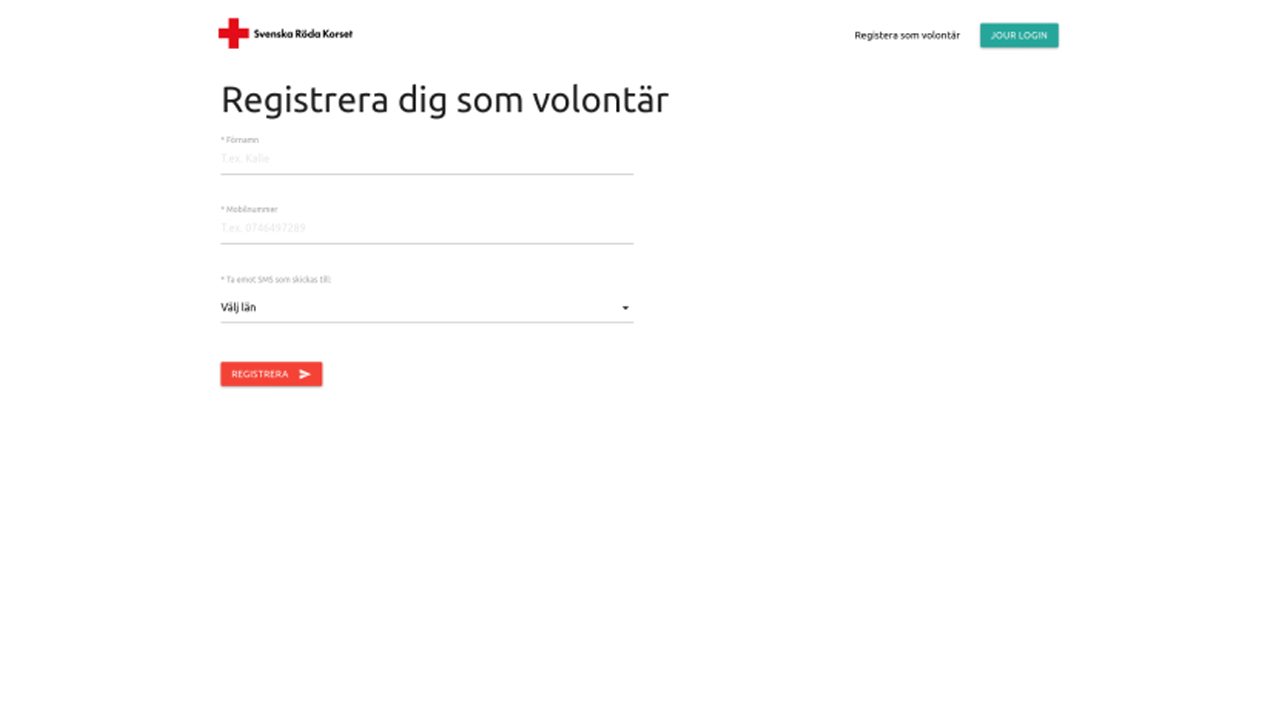 Svenska Röda Korset
Registera som volontär
JOUR LOGIN
Registrera dig som volontär
* Förnamn
T.ex. Kalle
* Mobilnummer
T.ex. 0746497289
* Ta emot SMS som skickas till:
Välj län
REGISTRERA